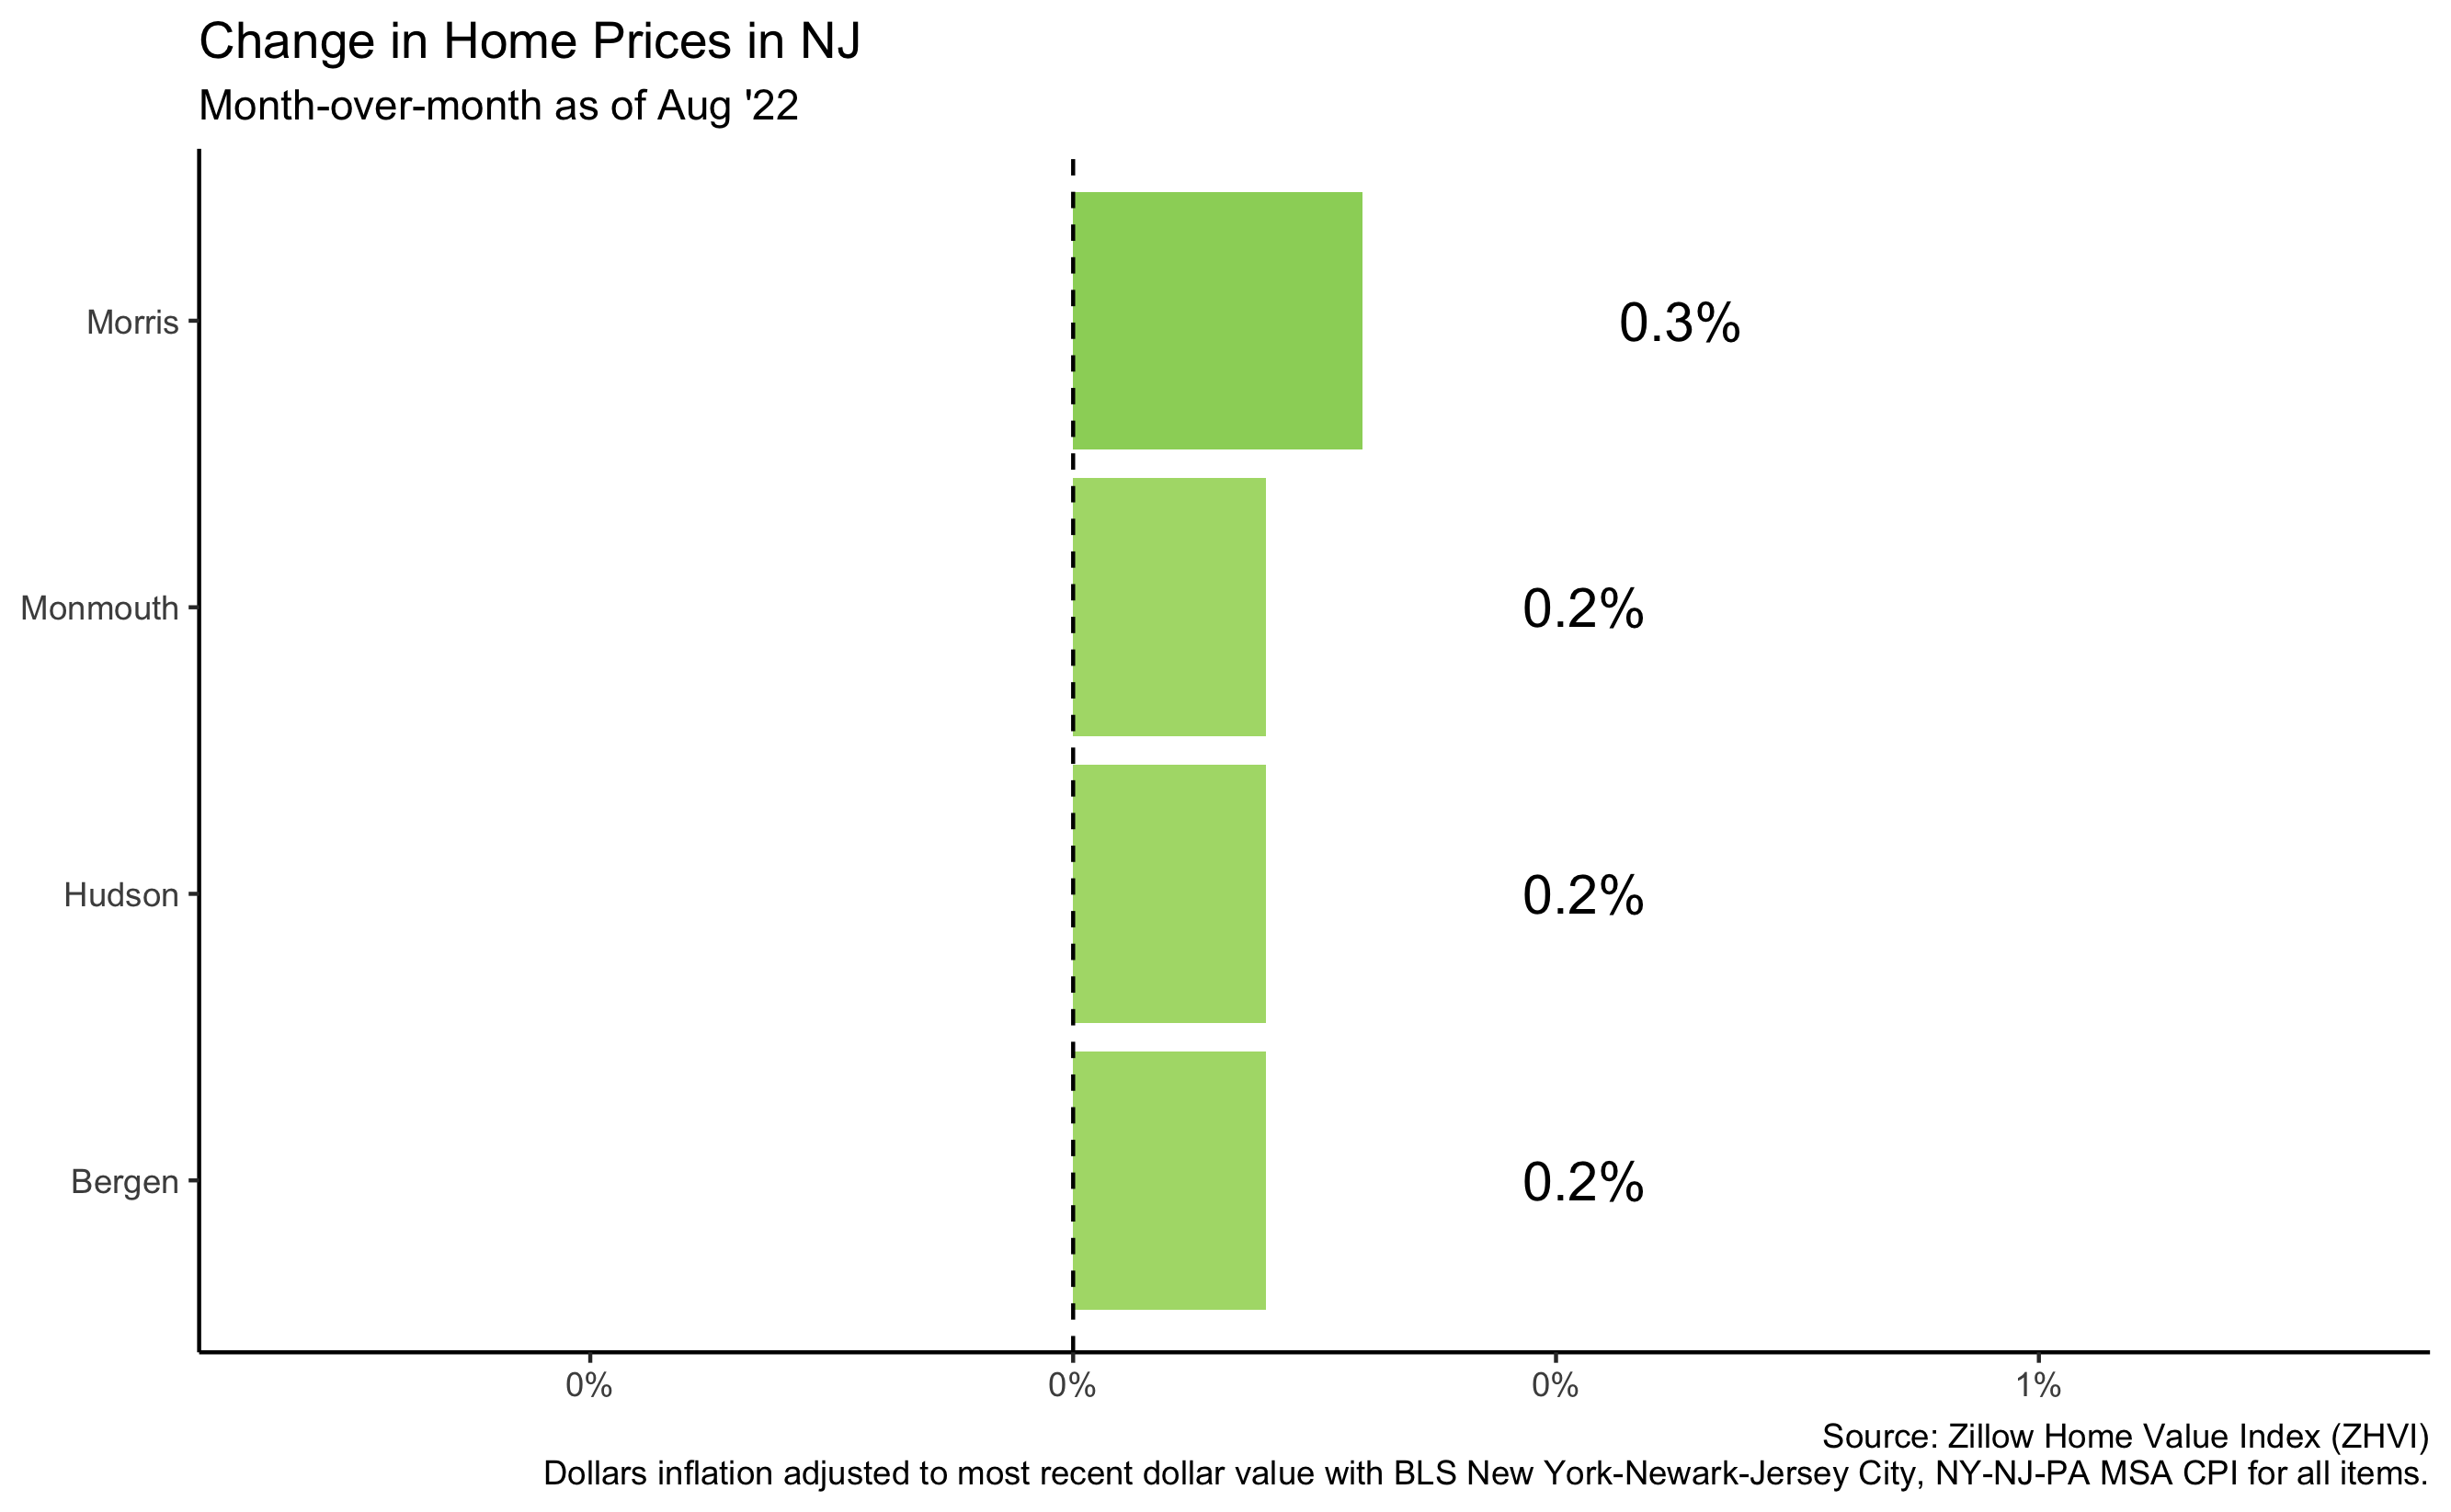 Change in Home Prices in NJ
Month-over-month as of Aug '22
Morris
0.3%
Monmouth
0.2%
Hudson
0.2%
Bergen
0.2%
0%
0%
0%
1%
Source: Zillow Home Value Index (ZHVI)
Dollars inflation adjusted to most recent dollar value with BLS New York-Newark-Jersey City, NY-NJ-PA MSA CPI for all items.